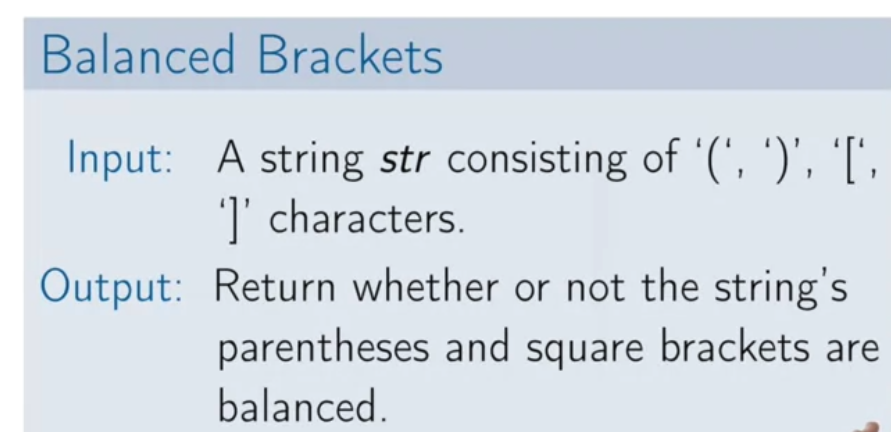 Balanced Brackets
Input: A string str consisting of ‘(‘, ‘)’, ‘[‘,
‘]’ characters.
Output: Return whether or not the string’s
parentheses and square brackets are
balanced.